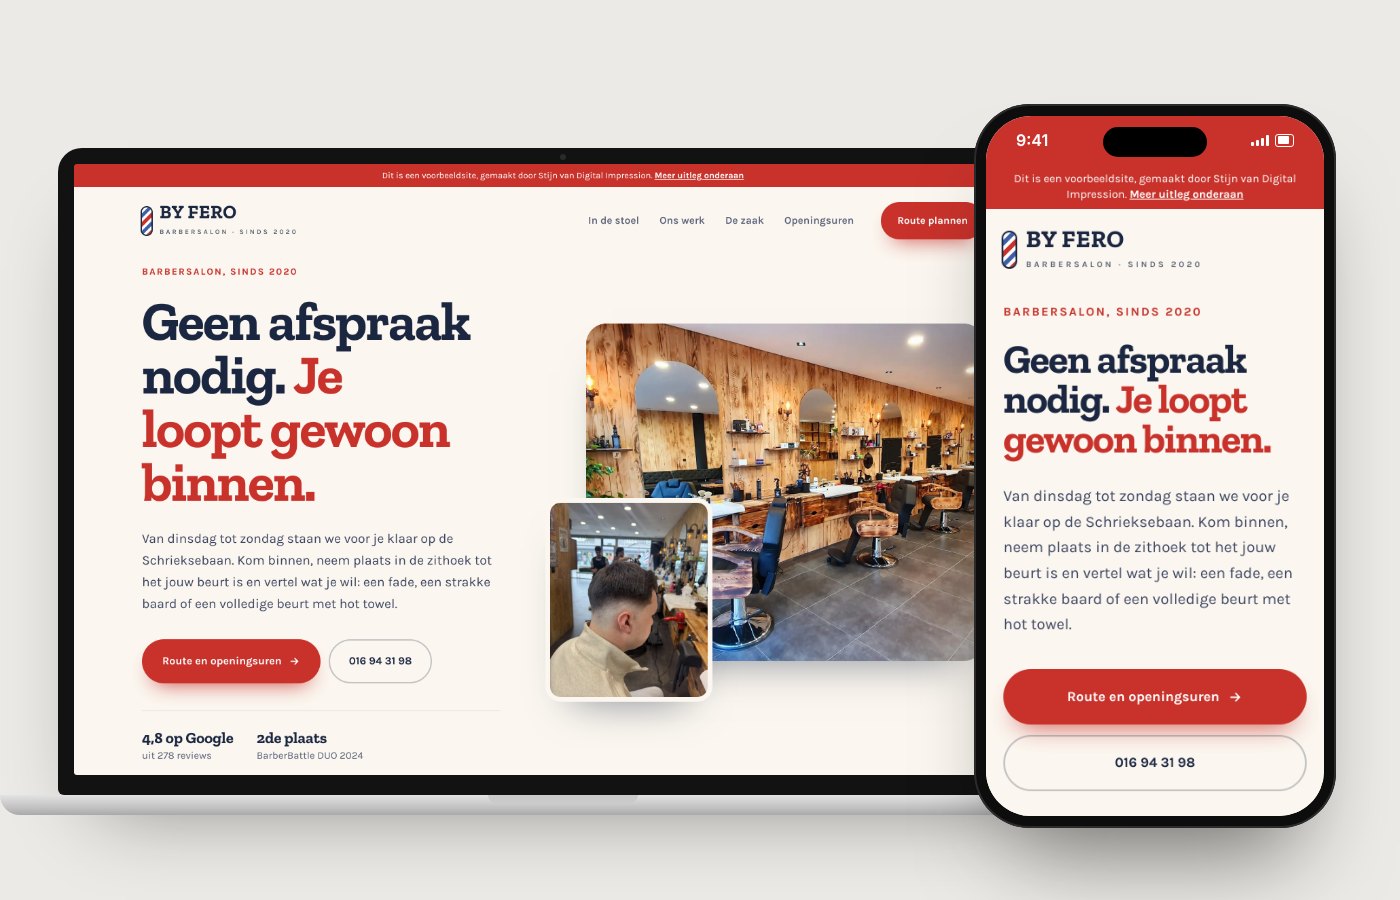 Dit is een voorbeeldsite, gemaakt door Stijn van Digital Impression. Meer uitleg onderaan
BY FERO
BARBERSALON · SINDS 2020
In de stoel
Ons werk
De zaak
Openingsuren
Route plannen
BARBERSALON, SINDS 2020
Geen afspraak
nodig. Je
loopt gewoon
binnen.
Van dinsdag tot zondag staan we voor je klaar op de
Schrieksebaan. Kom binnen, neem plaats in de zithoek tot
het jouw beurt is en vertel wat je wil: een fade, een strakke
baard of een volledige beurt met hot towel.
Route en openingsuren →
016 94 31 98
4,8 op Google
uit 278 reviews
2de plaats
BarberBattle DUO 2024
9:41
Dit is een voorbeeldsite, gemaakt door Stijn van Digital
Impression. Meer uitleg onderaan
BY FERO
BARBERSALON · SINDS 2020
BARBERSALON, SINDS 2020
Geen afspraak
nodig. Je loopt
gewoon binnen.
Van dinsdag tot zondag staan we voor je
klaar op de Schrieksebaan. Kom binnen,
neem plaats in de zithoek tot het jouw
beurt is en vertel wat je wil: een fade, een
strakke baard of een volledige beurt met
hot towel.
Route en openingsuren →
016 94 31 98